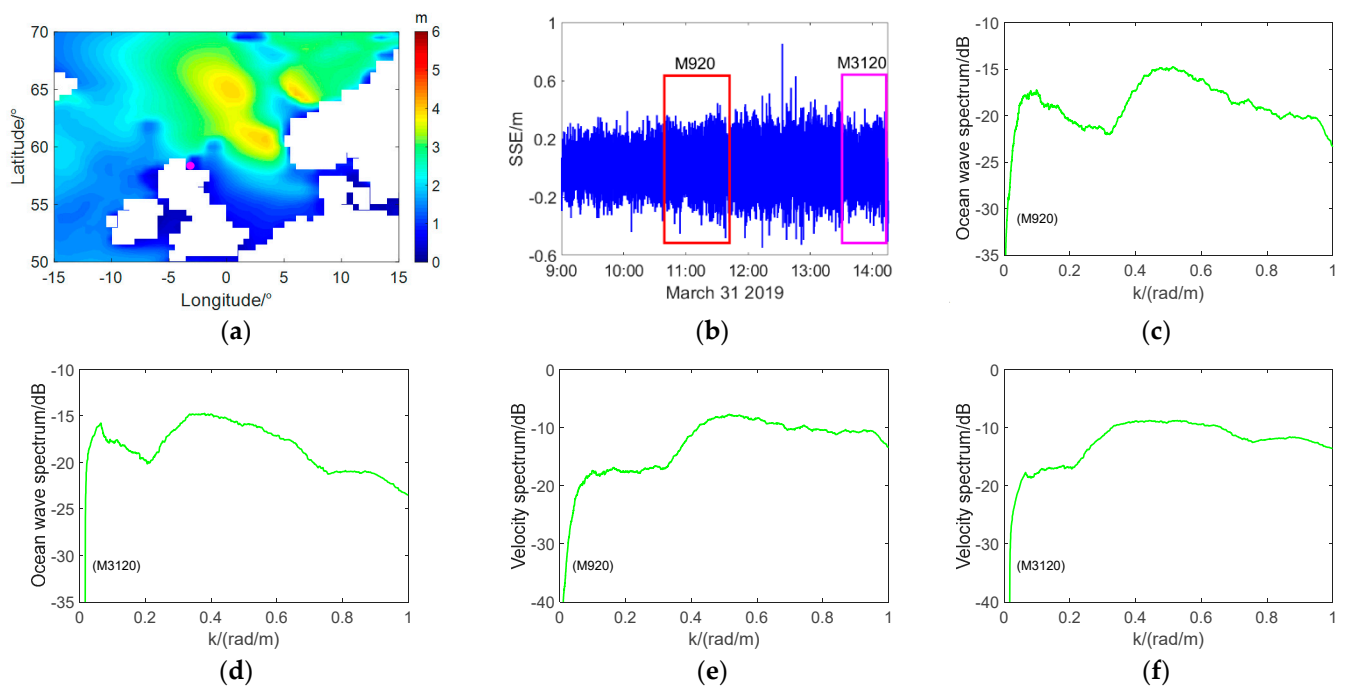 m
70
65
60
55
50
Latitude/°
-15 -10 -5 0 5 10 15
Longitude/°
6
5
4
3
2
1
0
(a)
1
0.6
0.2
-0.2
-0.6
SSE/m
M920
M3120
9:00 10:00 11:00 12:00 13:00 14:00
March 31 2019
(b)
-10
-15
-20
-25
-30
-35
Ocean wave spectrum/dB
(M920)
0 0.2 0.4 0.6 0.8 1
k/(rad/m)
(c)
-10
-15
-20
-25
-30
-35
Ocean wave spectrum/dB
(M3120)
0 0.2 0.4 0.6 0.8 1
k/(rad/m)
(d)
0
-10
-20
-30
-40
Velocity spectrum/dB
(M920)
0 0.2 0.4 0.6 0.8 1
k/(rad/m)
(e)
0
-10
-20
-30
-40
Velocity spectrum/dB
(M3120)
0 0.2 0.4 0.6 0.8 1
k/(rad/m)
(f)